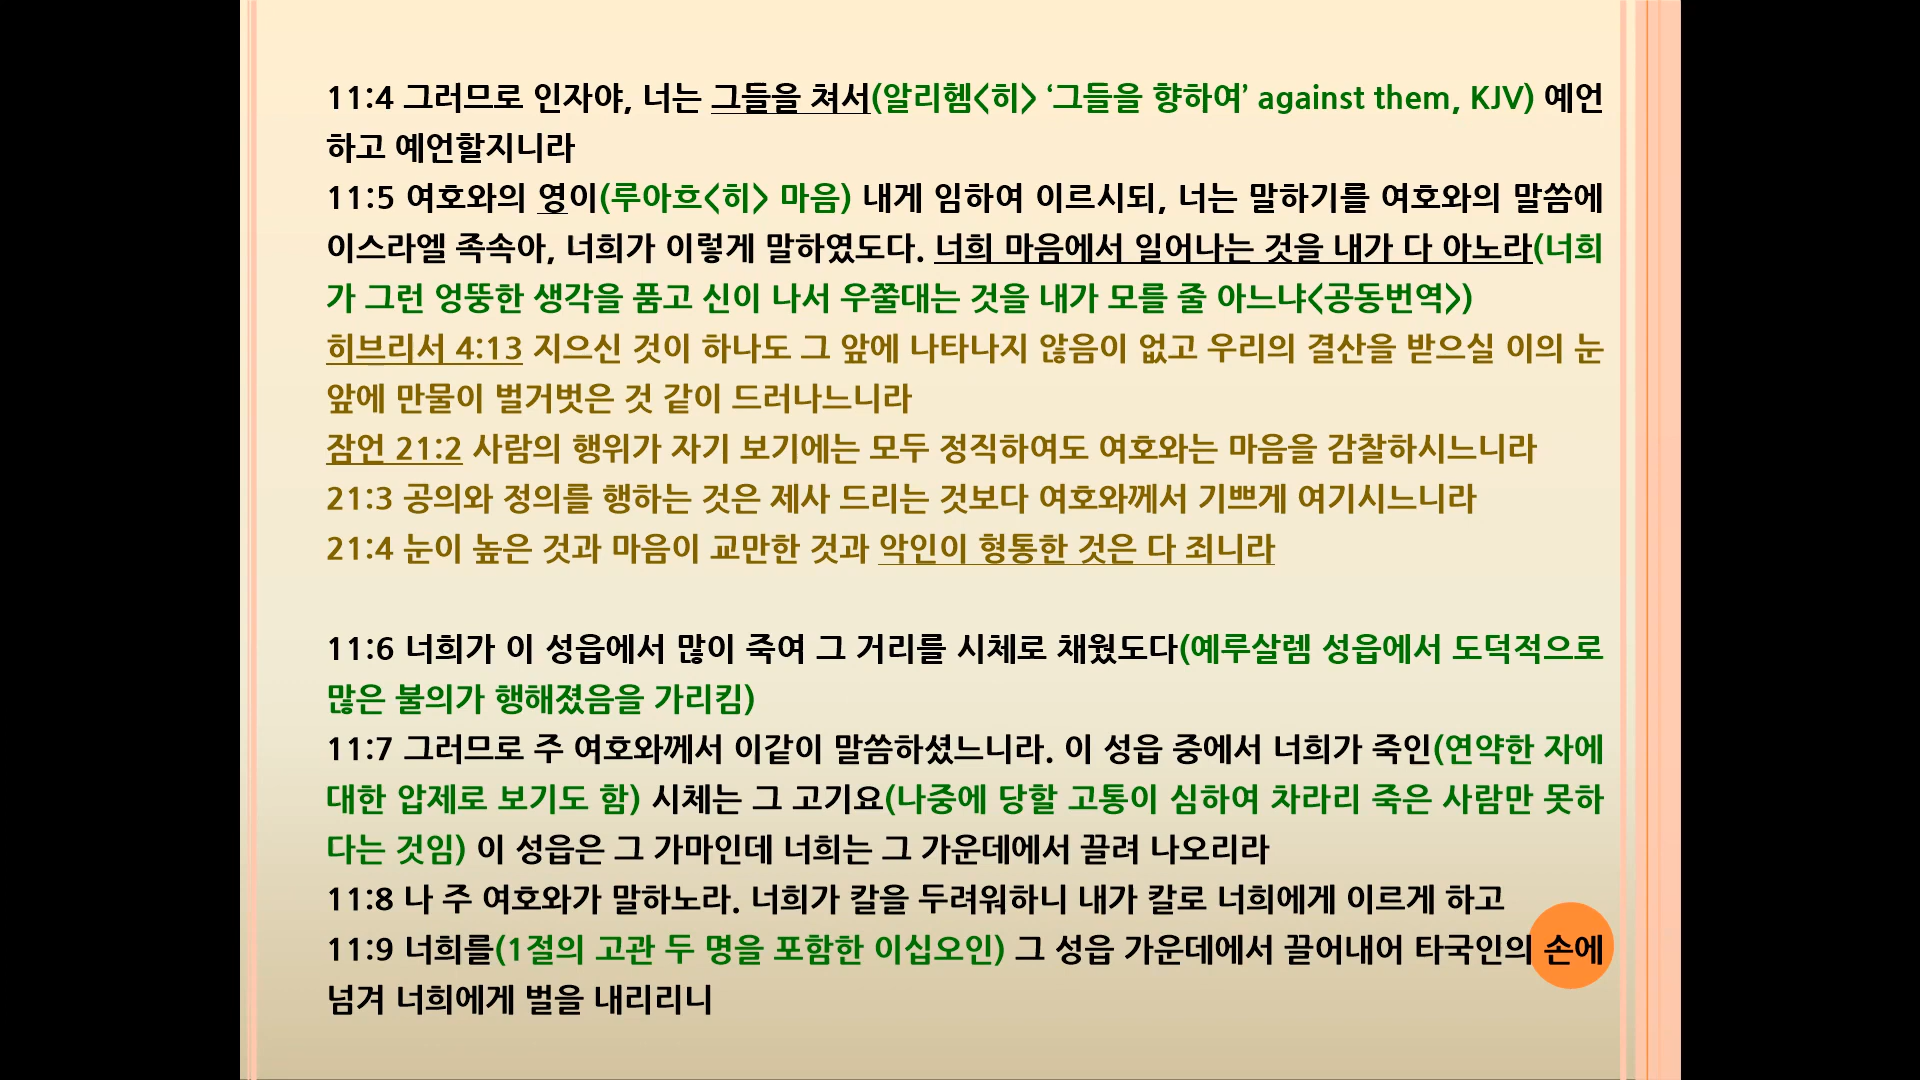 11:4 그러므로 인자야, 너는 그들을 쳐서(알리헴<히> ‘그들을 향하여’ against them, KJV) 예언
하고 예언할지니라
11:5 여호와의 영이(루아흐<히> 마음) 내게 임하여 이르시되, 너는 말하기를 여호와의 말씀에
이스라엘 족속아, 너희가 이렇게 말하였도다. 너희 마음에서 일어나는 것을 내가 다 아노라(너희
가 그런 엉뚱한 생각을 품고 신이 나서 우쭐대는 것을 내가 모를 줄 아느냐<공동번역>)
히브리서 4:13 지으신 것이 하나도 그 앞에 나타나지 않음이 없고 우리의 결산을 받으실 이의 눈
앞에 만물이 벌거벗은 것 같이 드러나느니라
잠언 21:2 사람의 행위가 자기 보기에는 모두 정직하여도 여호와는 마음을 감찰하시느니라
21:3 공의와 정의를 행하는 것은 제사 드리는 것보다 여호와께서 기쁘게 여기시느니라
21:4 눈이 높은 것과 마음이 교만한 것과 악인이 형통한 것은 다 죄니라
11:6 너희가 이 성읍에서 많이 죽여 그 거리를 시체로 채웠도다(예루살렘 성읍에서 도덕적으로
많은 불의가 행해졌음을 가리킴)
11:7 그러므로 주 여호와께서 이같이 말씀하셨느니라. 이 성읍 중에서 너희가 죽인(연약한 자에
대한 압제로 보기도 함) 시체는 그 고기요(나중에 당할 고통이 심하여 차라리 죽은 사람만 못하
다는 것임) 이 성읍은 그 가마인데 너희는 그 가운데에서 끌려 나오리라
11:8 나 주 여호와가 말하노라. 너희가 칼을 두려워하니 내가 칼로 너희에게 이르게 하고
11:9 너희를(1절의 고관 두 명을 포함한 이십오인) 그 성읍 가운데에서 끌어내어 타국인의 손에
넘겨 너희에게 벌을 내리리니